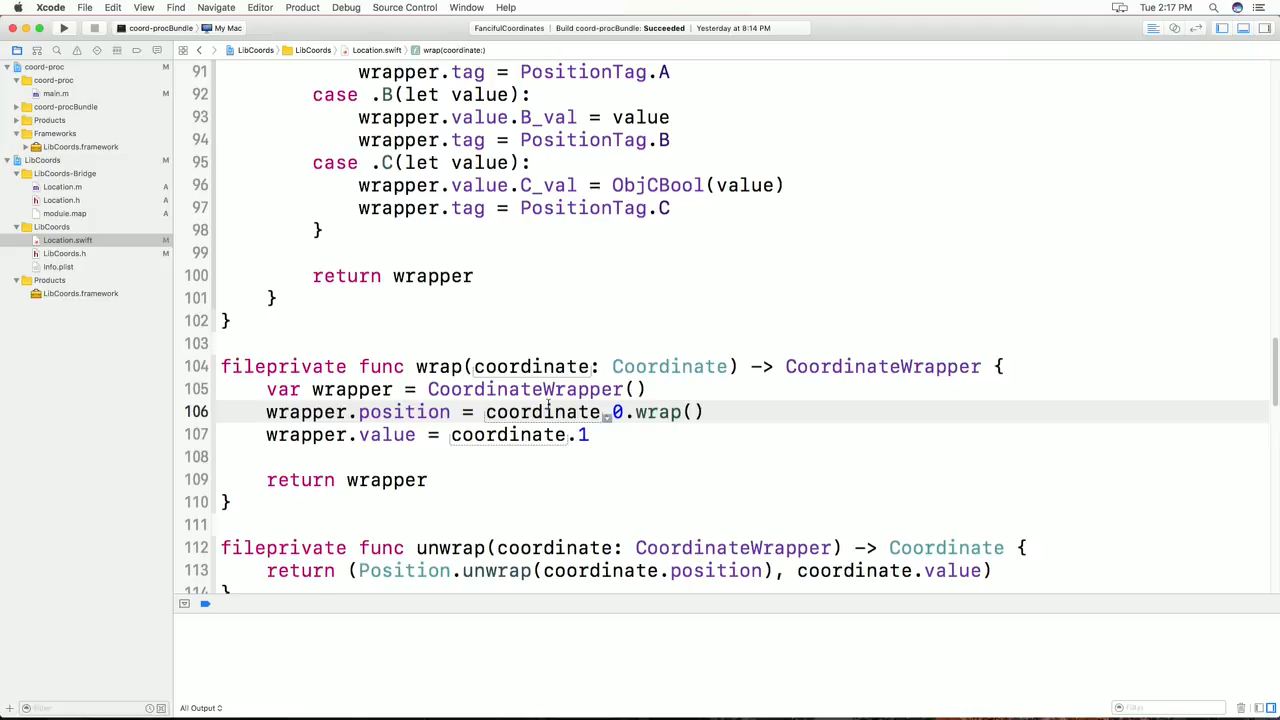 Xcode File Edit View Find Navigate Editor Product Debug Source Control Window Help Tue 2:17 PM
coord-procBundle My Mac FancifulCoordinates Build coord-procBundle: Succeeded Yesterday at 8:14 PM
LibCoords LibCoords Location.swift wrap(coordinate:)
coord-proc M
coord-proc
main.m M
coord-procBundle
Products
Frameworks
LibCoords.framework
LibCoords M
LibCoords-Bridge
Location.m A
Location.h A
module.map A
LibCoords
Location.swift M
LibCoords.h M
Info.plist
Products
LibCoords.framework
91 wrapper.tag = PositionTag.A
92 case .B(let value):
93 wrapper.value.B_val = value
94 wrapper.tag = PositionTag.B
95 case .C(let value):
96 wrapper.value.C_val = ObjCBool(value)
97 wrapper.tag = PositionTag.C
98 }
99
100 return wrapper
101 }
102 }
103
104 fileprivate func wrap(coordinate: Coordinate) -> CoordinateWrapper {
105 var wrapper = CoordinateWrapper()
106 wrapper.position = coordinate.0.wrap()
107 wrapper.value = coordinate.1
108
109 return wrapper
110 }
111
112 fileprivate func unwrap(coordinate: CoordinateWrapper) -> Coordinate {
113 return (Position.unwrap(coordinate.position), coordinate.value)
114 }
Filter All Output Filter